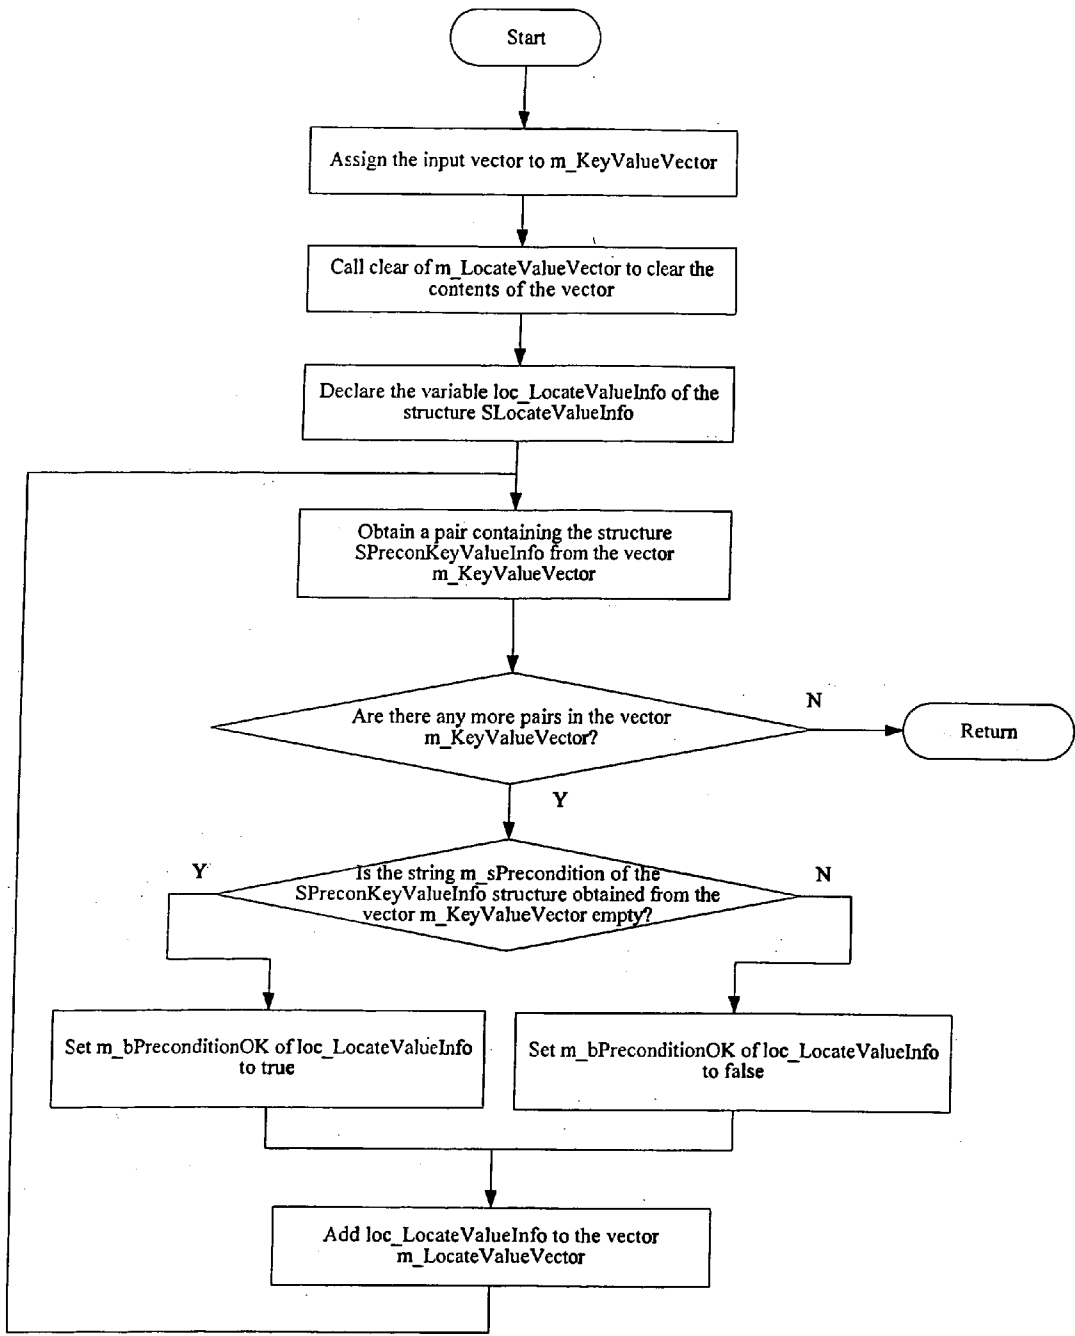 Start
Assign the input vector to m_KeyValueVector
Call clear of m_LocateValueVector to clear the
contents of the vector
Declare the variable loc_LocateValueInfo of the
structure SLocateValueInfo
Obtain a pair containing the structure
SPreconKeyValueInfo from the vector
m_KeyValueVector
Are there any more pairs in the vector
m_KeyValueVector?
N
Return
Y
Is the string m_sPrecondition of the
SPreconKeyValueInfo structure obtained from the
vector m_KeyValueVector empty?
Y
N
Set m_bPreconditionOK of loc_LocateValueInfo
to true
Set m_bPreconditionOK of loc_LocateValueInfo
to false
Add loc_LocateValueInfo to the vector
m_LocateValueVector